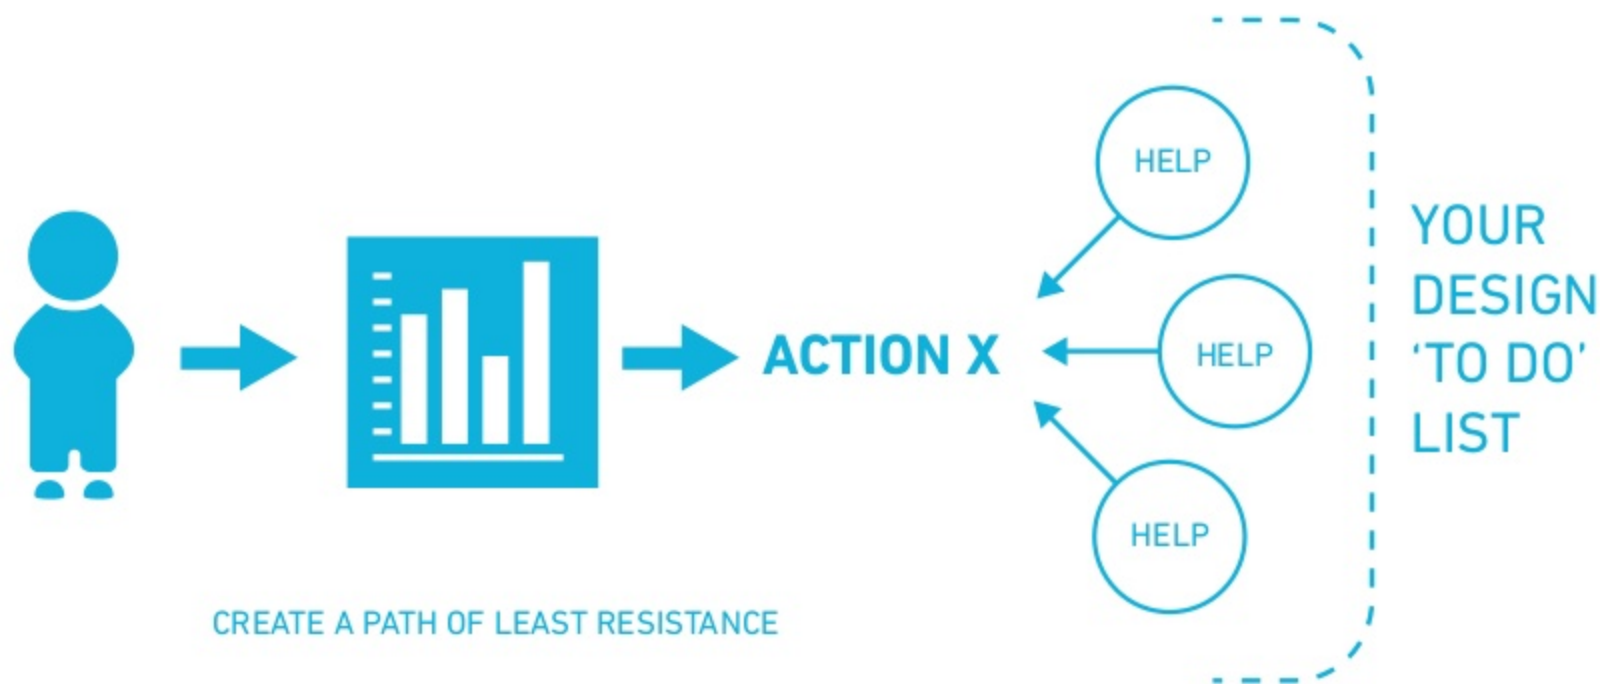 HELP
ACTION X
HELP
HELP
YOUR
DESIGN
‘TO DO’
LIST
CREATE A PATH OF LEAST RESISTANCE